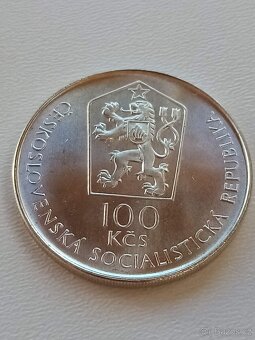 ČESKOSLOVENSKÁ SOCIALISTICKÁ REPUBLIKA
100
KČS